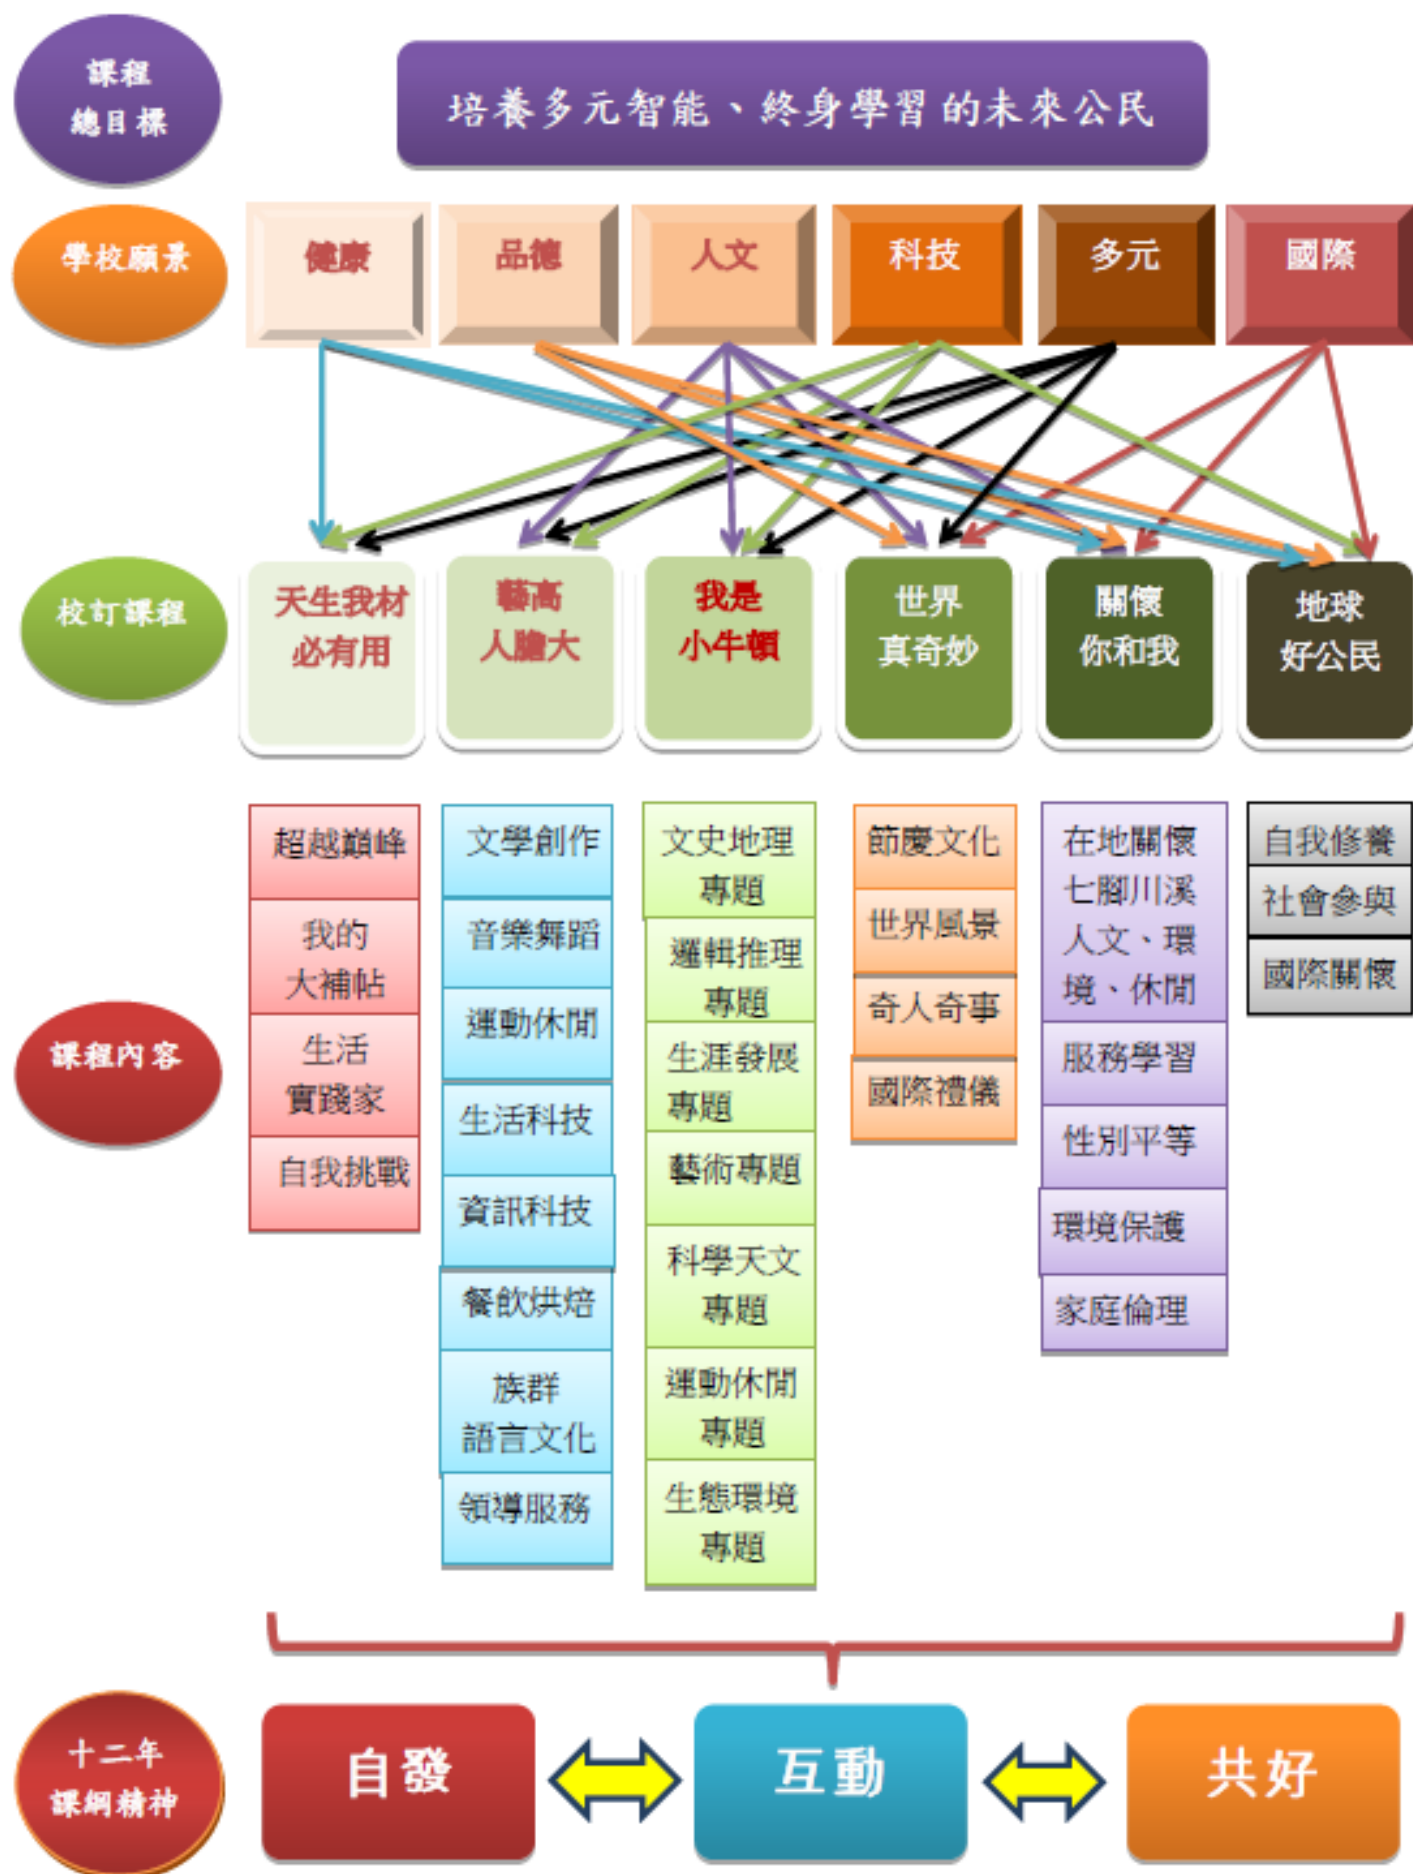 課程
總目標
培養多元智能、終身學習的未來公民
學校願景
健康
品德
人文
科技
多元
國際
校訂課程
天生我材
必有用
藝高
人膽大
我是
小牛頓
世界
真奇妙
關懷
你和我
地球
好公民
課程內容
超越巔峰
我的
大補帖
生活
實踐家
自我挑戰
文學創作
音樂舞蹈
運動休閒
生活科技
資訊科技
餐飲烘焙
族群
語言文化
領導服務
文史地理
專題
邏輯推理
專題
生涯發展
專題
藝術專題
科學天文
專題
運動休閒
專題
生態環境
專題
節慶文化
世界風景
奇人奇事
國際禮儀
在地關懷
七腳川溪
人文、環
境、休閒
服務學習
性別平等
環境保護
家庭倫理
自我修養
社會參與
國際關懷
十二年
課綱精神
自發
互動
共好